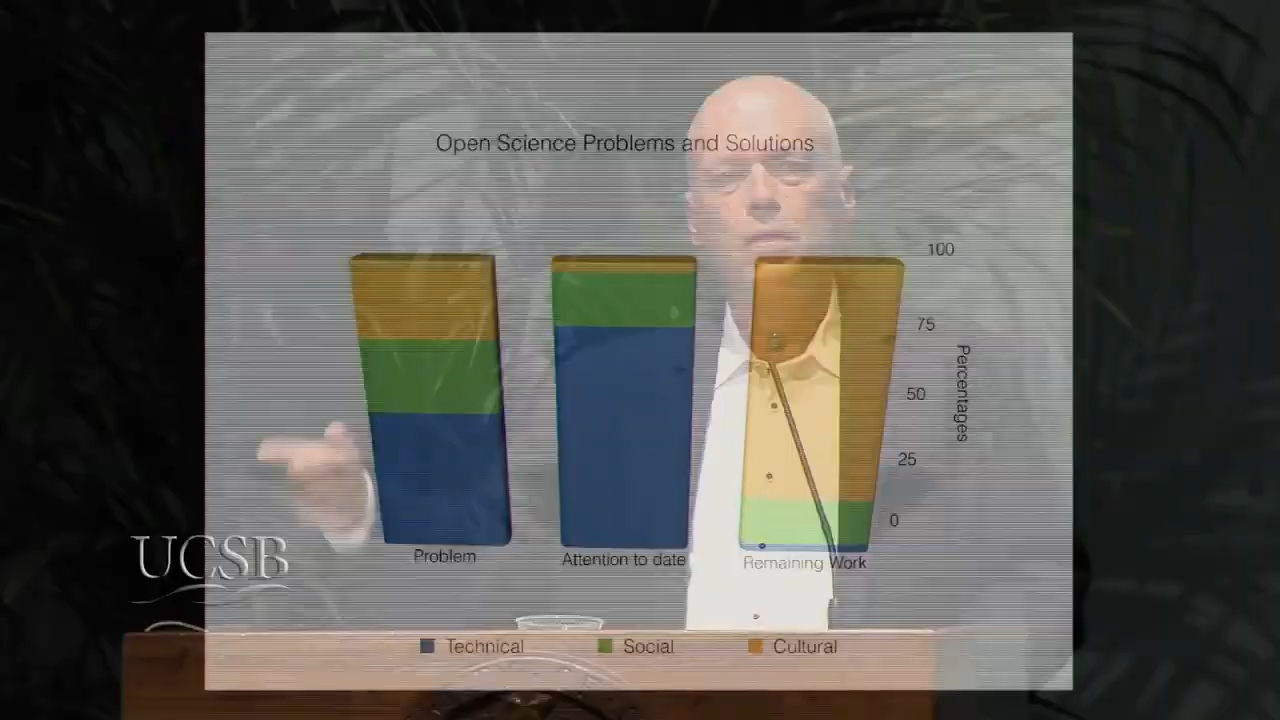 Open Science Problems and Solutions
100
75
50
25
0
Percentages
Problem
Attention to date
Remaining Work
Technical
Social
Cultural
UCSB